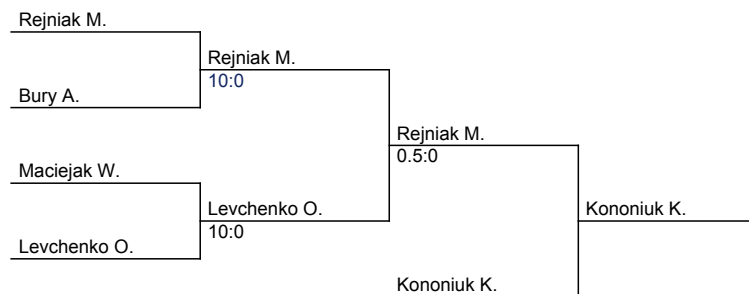 Rejniak M.
Rejniak M.
10:0
Bury A.
Rejniak M.
0.5:0
Maciejak W.
Levchenko O.
10:0
Kononiuk K.
Levchenko O.
Kononiuk K.